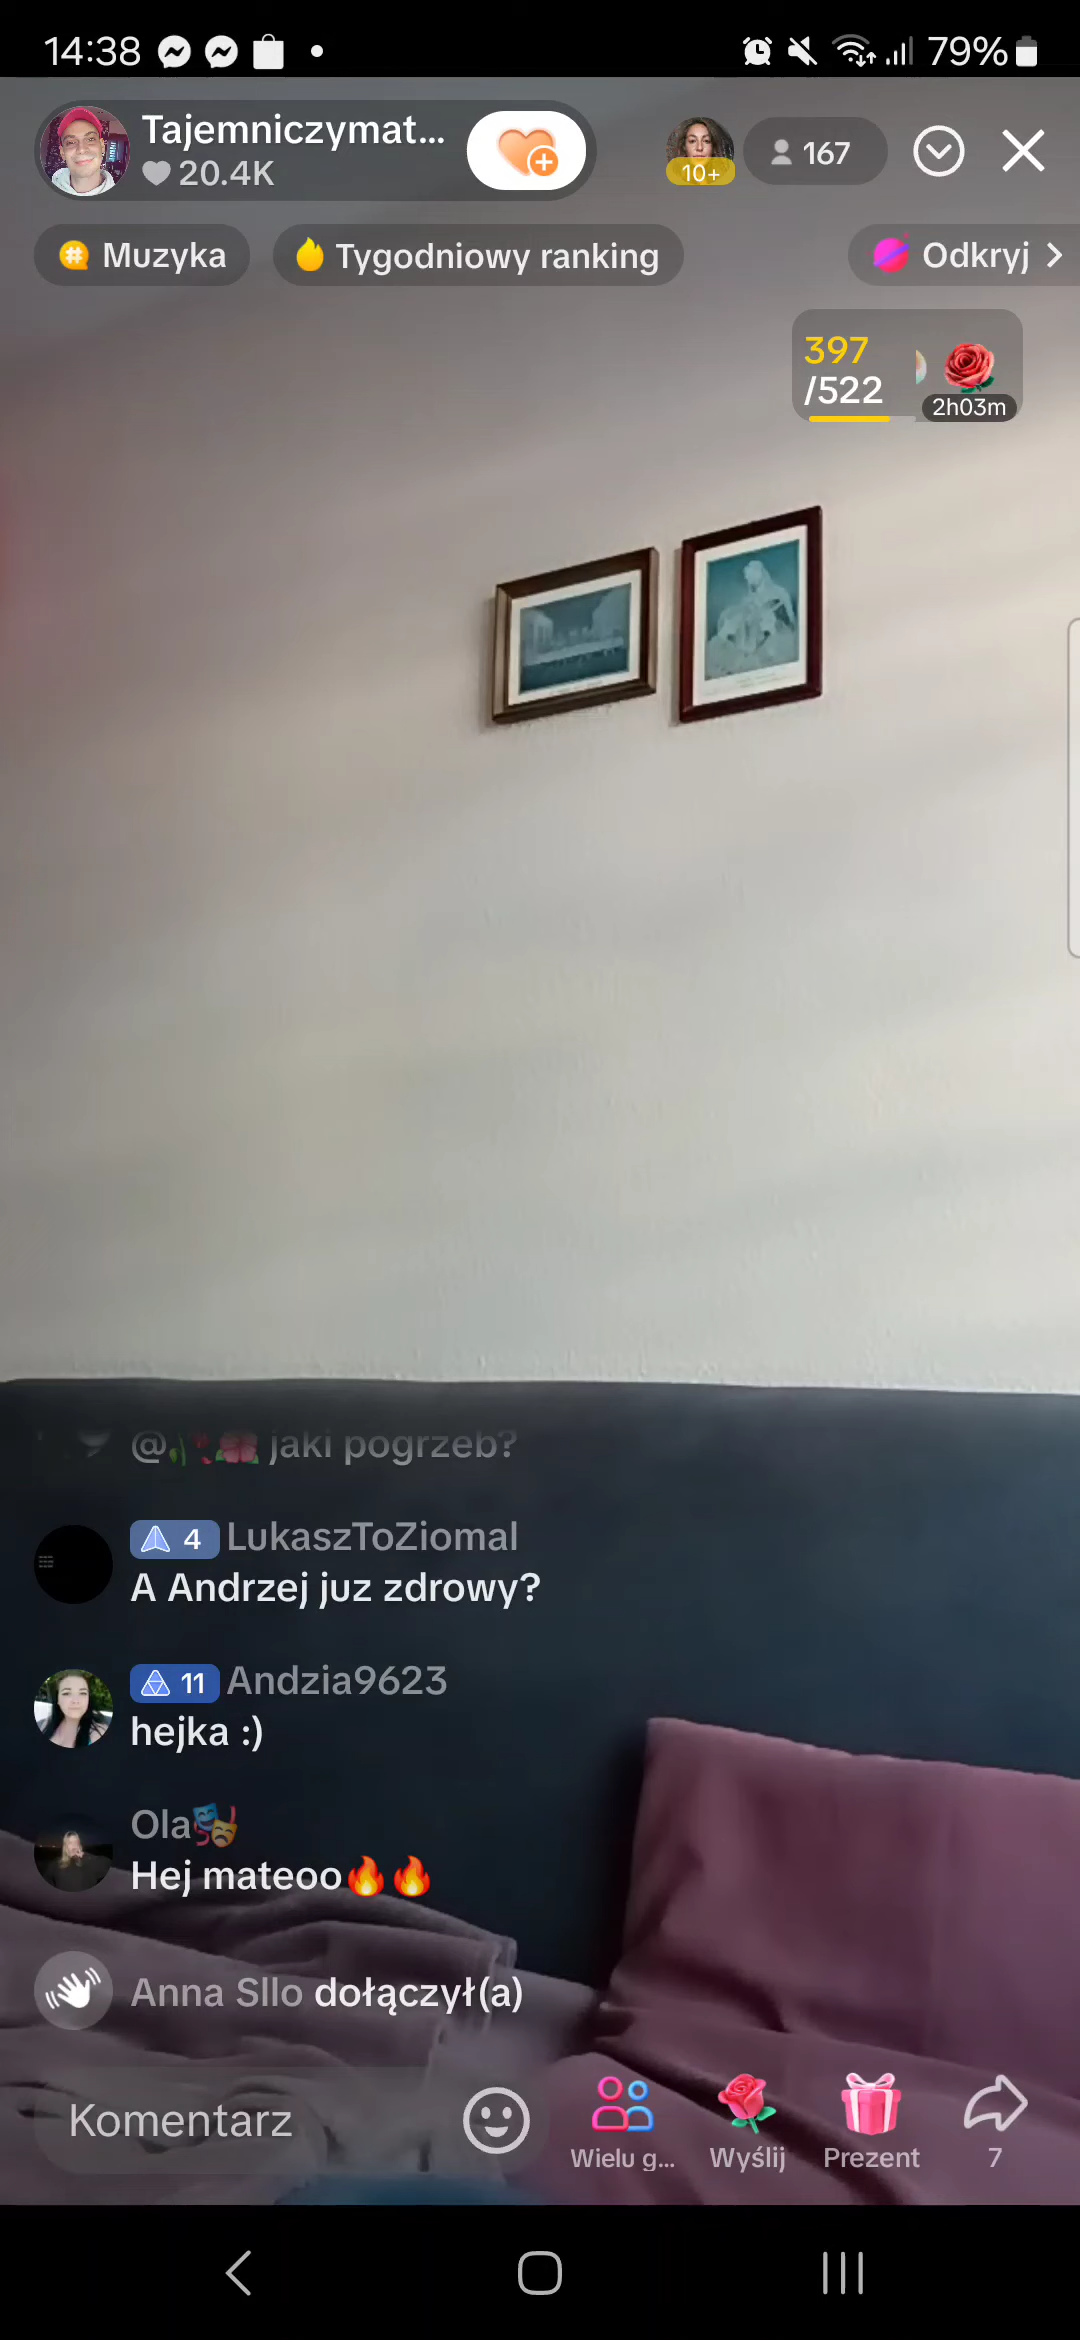 14:38
79%
Tajemniczymat...
20.4K
10+
167
Muzyka
Tygodniowy ranking
Odkryj
397
/522
2h03m
@🌹🌺 jaki pogrzeb?
4 LukaszToZiomal
A Andrzej juz zdrowy?
11 Andzia9623
hejka :)
Ola🎭
Hej mateoo🔥🔥
Anna Sllo dołączył(a)
Komentarz
Wielu g...
Wyślij
Prezent
7